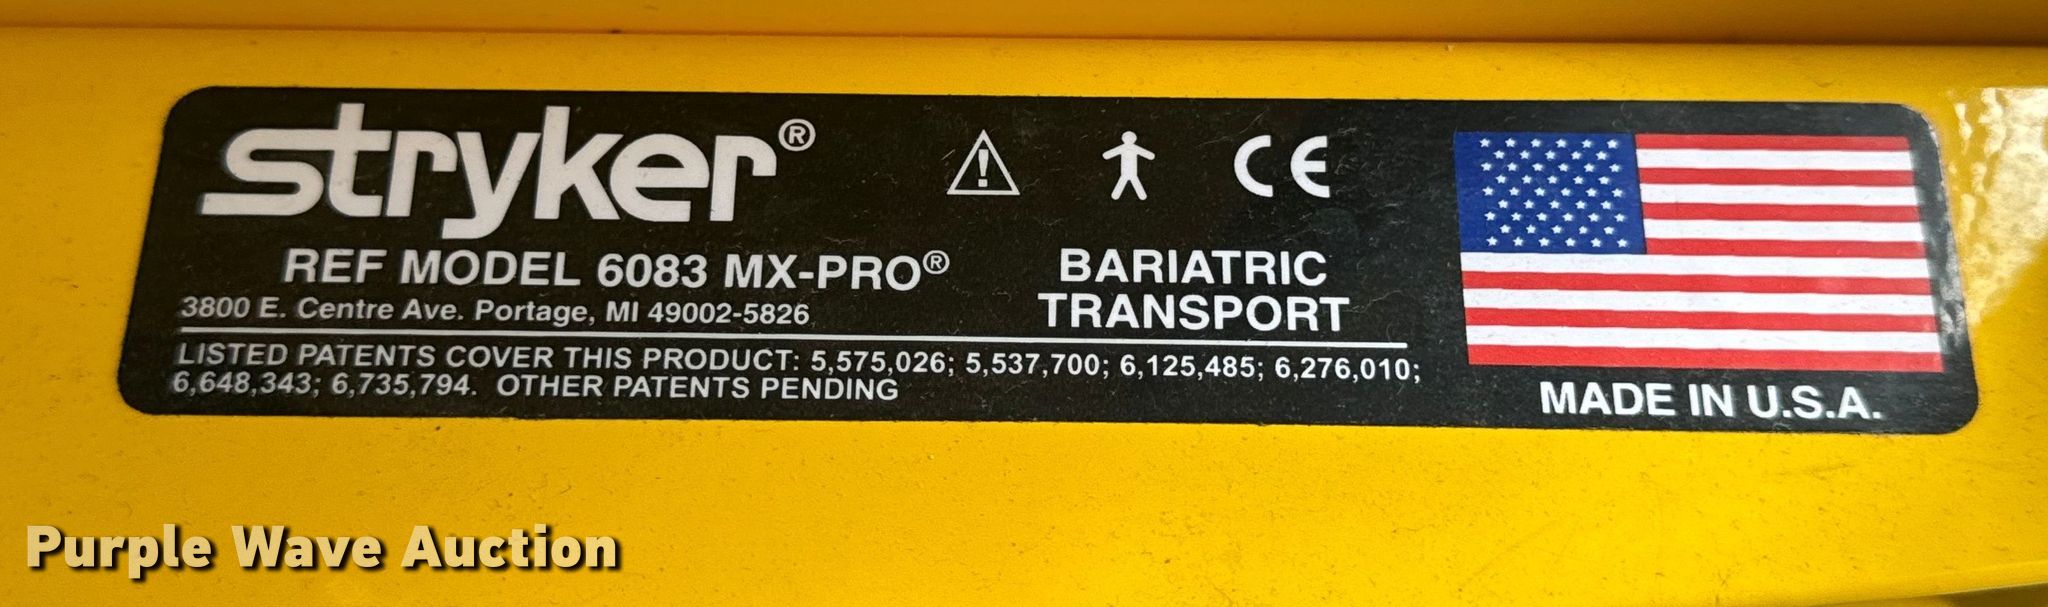 stryker®
REF MODEL 6083 MX-PRO®
3800 E. Centre Ave. Portage, MI 49002-5826
CE
BARIATRIC
TRANSPORT
LISTED PATENTS COVER THIS PRODUCT: 5,575,026; 5,537,700; 6,125,485; 6,276,010;
6,648,343; 6,735,794. OTHER PATENTS PENDING
MADE IN U.S.A.
Purple Wave Auction